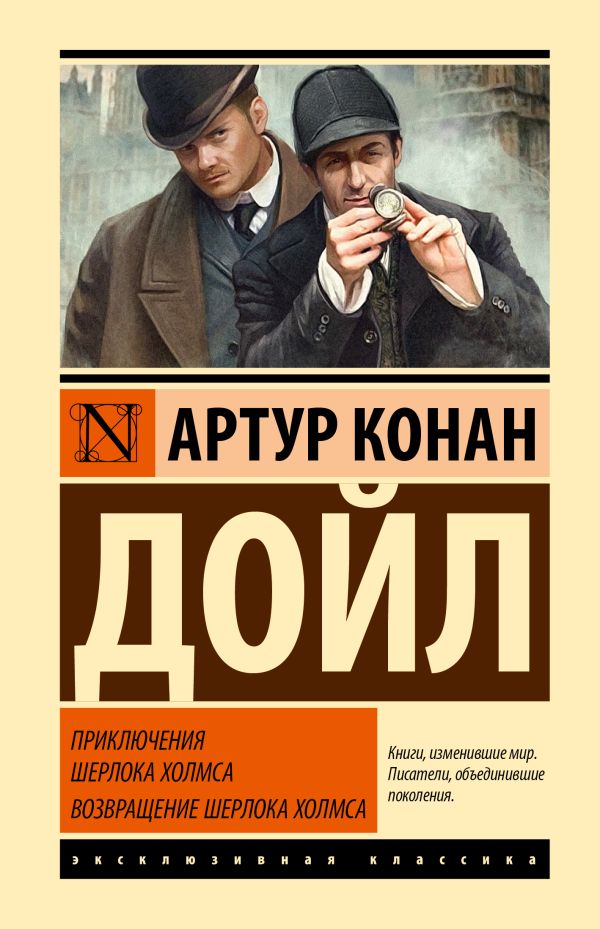 N
АРТУР КОНАН
ДОЙЛ
ПРИКЛЮЧЕНИЯ
ШЕРЛОКА ХОЛМСА
ВОЗВРАЩЕНИЕ ШЕРЛОКА ХОЛМСА
Книги, изменившие мир.
Писатели, объединившие
поколения.
эксклюзивная классика